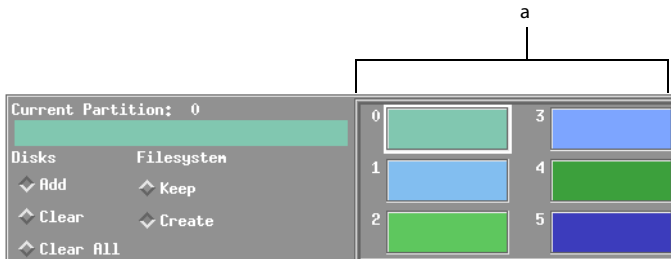 a
Current Partition: 0
Disks
Filesystem
Add
Keep
Clear
Create
Clear All
0
3
1
4
2
5